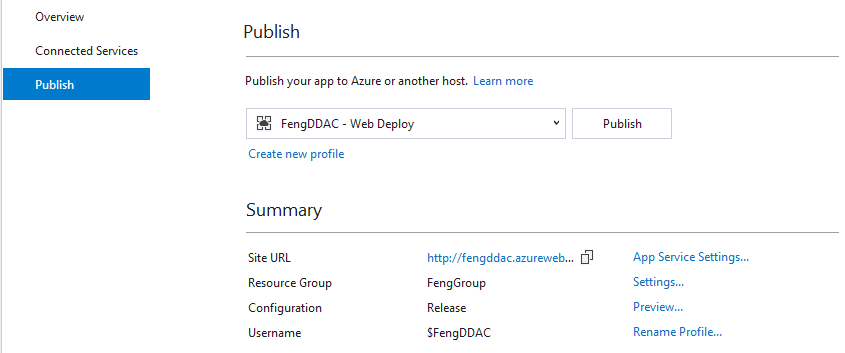 Overview
Connected Services
Publish
Publish
Publish your app to Azure or another host. Learn more
FengDDAC - Web Deploy Publish
Create new profile
Summary
Site URL http://fengddac.azureweb... App Service Settings...
Resource Group FengGroup Settings...
Configuration Release Preview...
Username $FengDDAC Rename Profile...